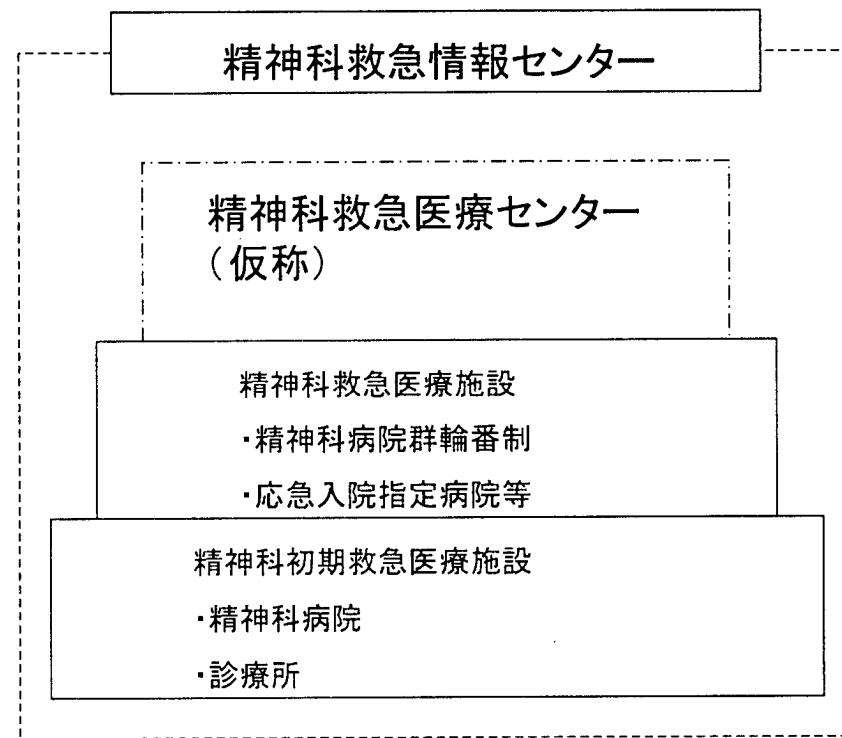 精神科救急情報センター
精神科救急医療センター
（仮称）
精神科救急医療施設
・精神科病院群輪番制
・応急入院指定病院等
精神科初期救急医療施設
・精神科病院
・診療所